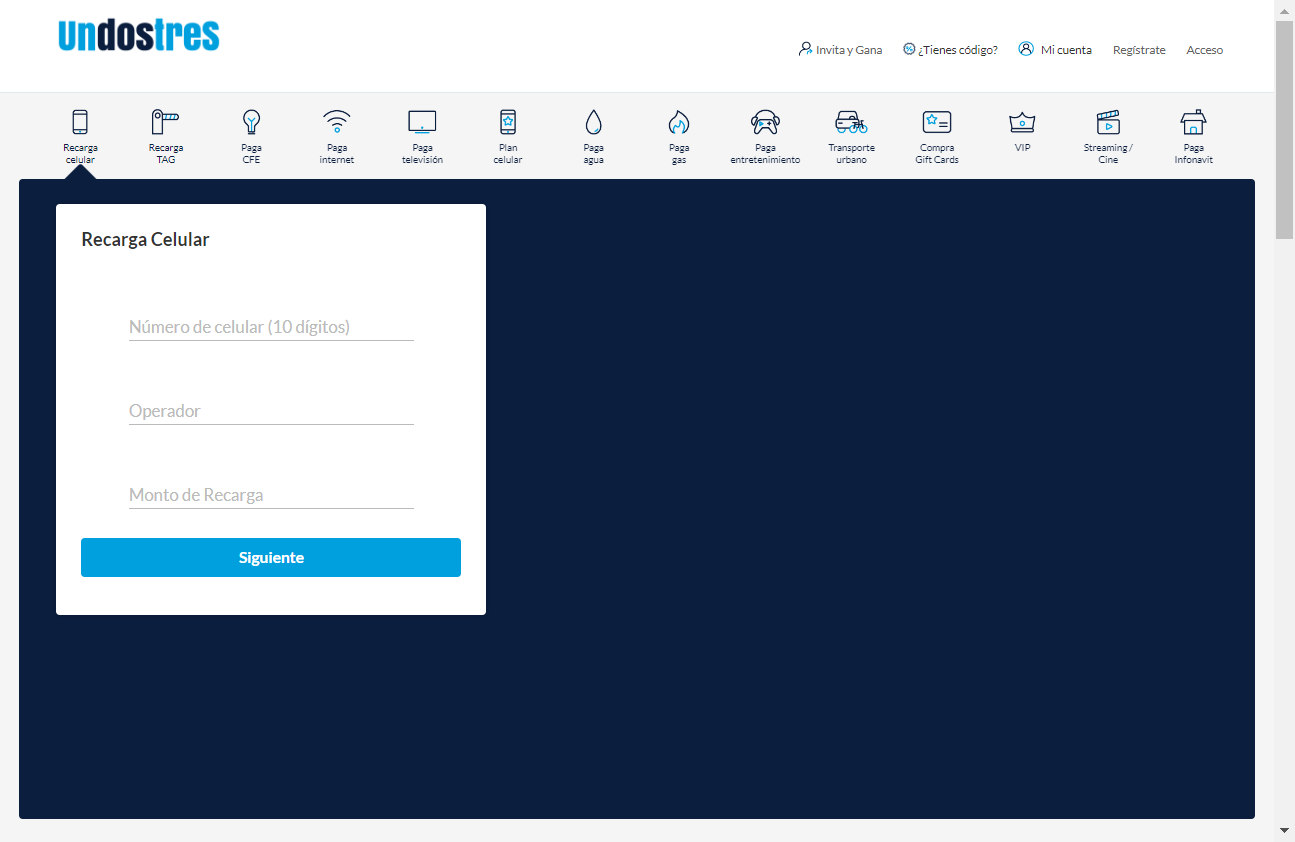 Undostres
Invita y Gana
¿Tienes código?
Mi cuenta
Regístrate
Acceso
Recarga
celular
Recarga
TAG
Paga
CFE
Paga
internet
Paga
televisión
Plan
celular
Paga
agua
Paga
gas
Paga
entretenimiento
Transporte
urbano
Compra
Gift Cards
VIP
Streaming /
Cine
Paga
Infonavit
Recarga Celular
Número de celular (10 dígitos)
Operador
Monto de Recarga
Siguiente